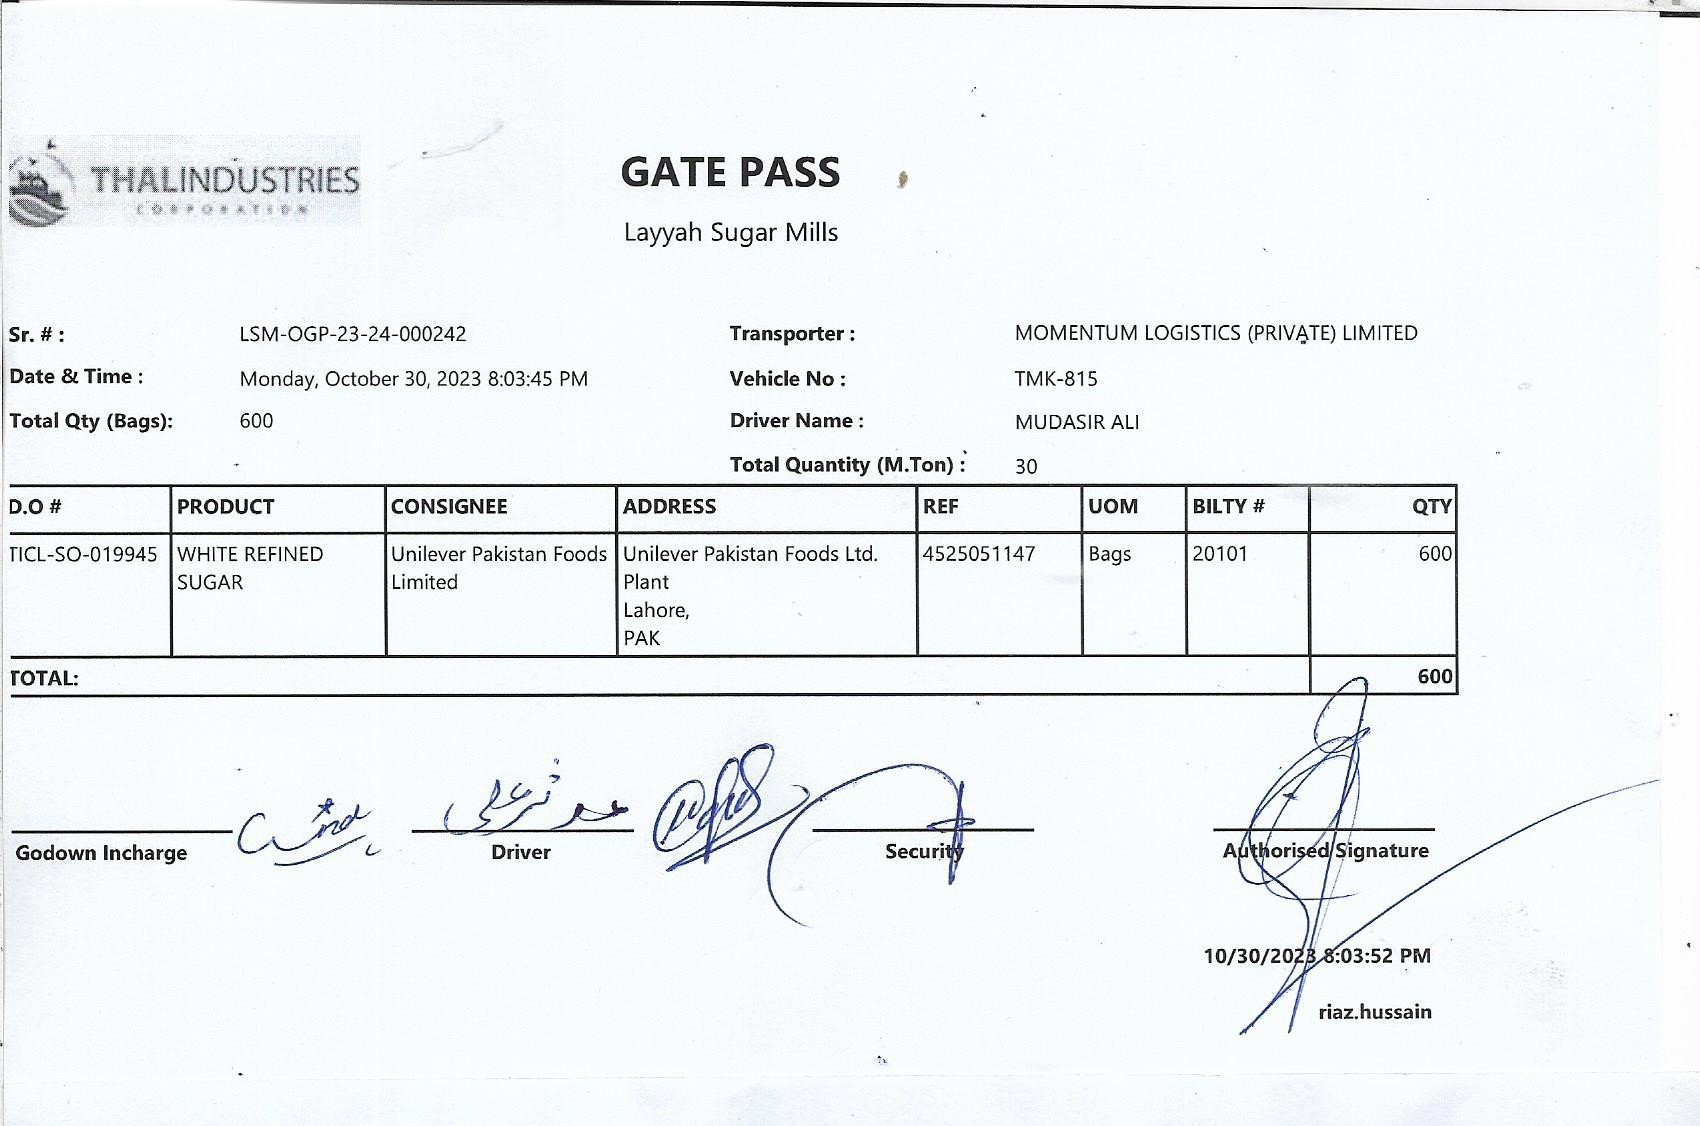 THALINDUSTRIES
CORPORATION
GATE PASS
Layyah Sugar Mills
Sr. # : LSM-OGP-23-24-000242 Transporter : MOMENTUM LOGISTICS (PRIVATE) LIMITED
Date & Time : Monday, October 30, 2023 8:03:45 PM Vehicle No : TMK-815
Total Qty (Bags): 600 Driver Name : MUDASIR ALI
Total Quantity (M.Ton) : 30
D.O # PRODUCT CONSIGNEE ADDRESS REF UOM BILTY # QTY
TICL-SO-019945 WHITE REFINED Unilever Pakistan Foods Unilever Pakistan Foods Ltd. 4525051147 Bags 20101 600
SUGAR Limited Plant
Lahore,
PAK
TOTAL: 600
Godown Incharge Driver Security Authorised Signature
10/30/2023 8:03:52 PM
riaz.hussain